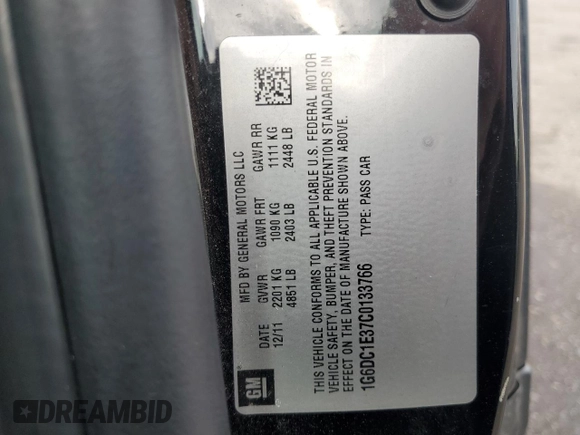 MFD BY GENERAL MOTORS LLC
DATE GVWR GAWR FRT GAWR RR
12/11 2201 KG 1090 KG 1111 KG
4851 LB 2403 LB 2448 LB
THIS VEHICLE CONFORMS TO ALL APPLICABLE U.S. FEDERAL MOTOR
VEHICLE SAFETY, BUMPER, AND THEFT PREVENTION STANDARDS IN
EFFECT ON THE DATE OF MANUFACTURE SHOWN ABOVE.
1G6DC1E37C0133766 TYPE: PASS CAR
GM
DREAMBID